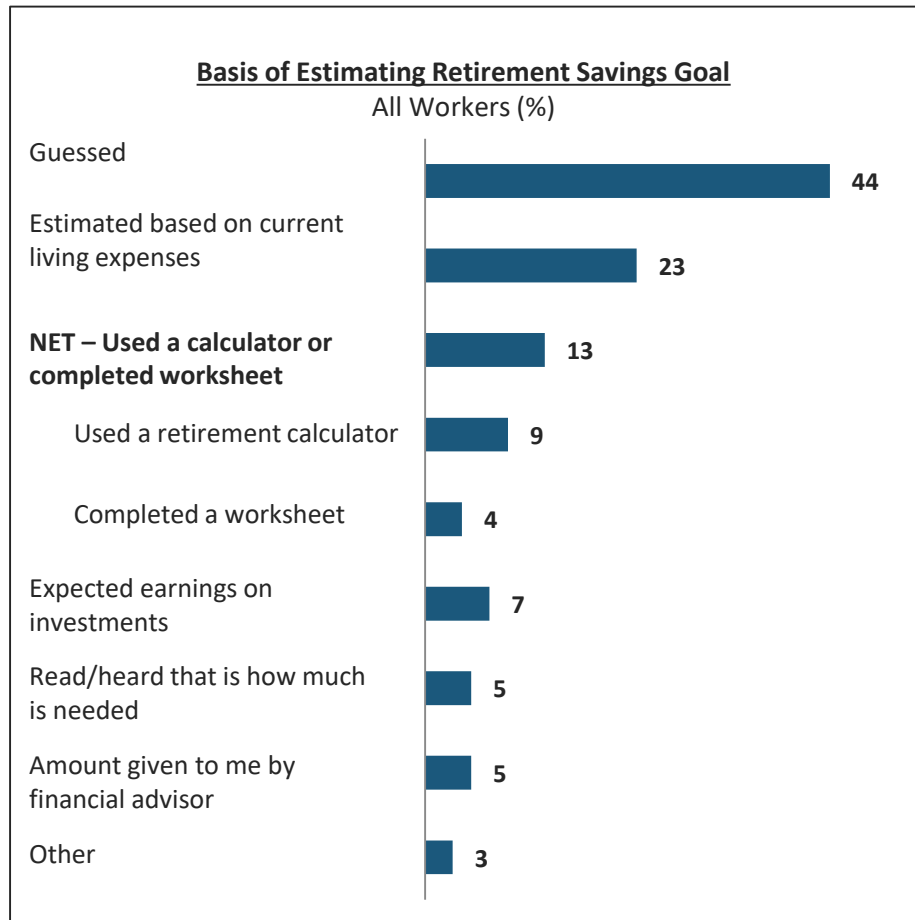 Basis of Estimating Retirement Savings Goal
All Workers (%)
Guessed
44
Estimated based on current
living expenses
23
NET – Used a calculator or
completed worksheet
13
Used a retirement calculator
9
Completed a worksheet
4
Expected earnings on
investments
7
Read/heard that is how much
is needed
5
Amount given to me by
financial advisor
5
Other
3